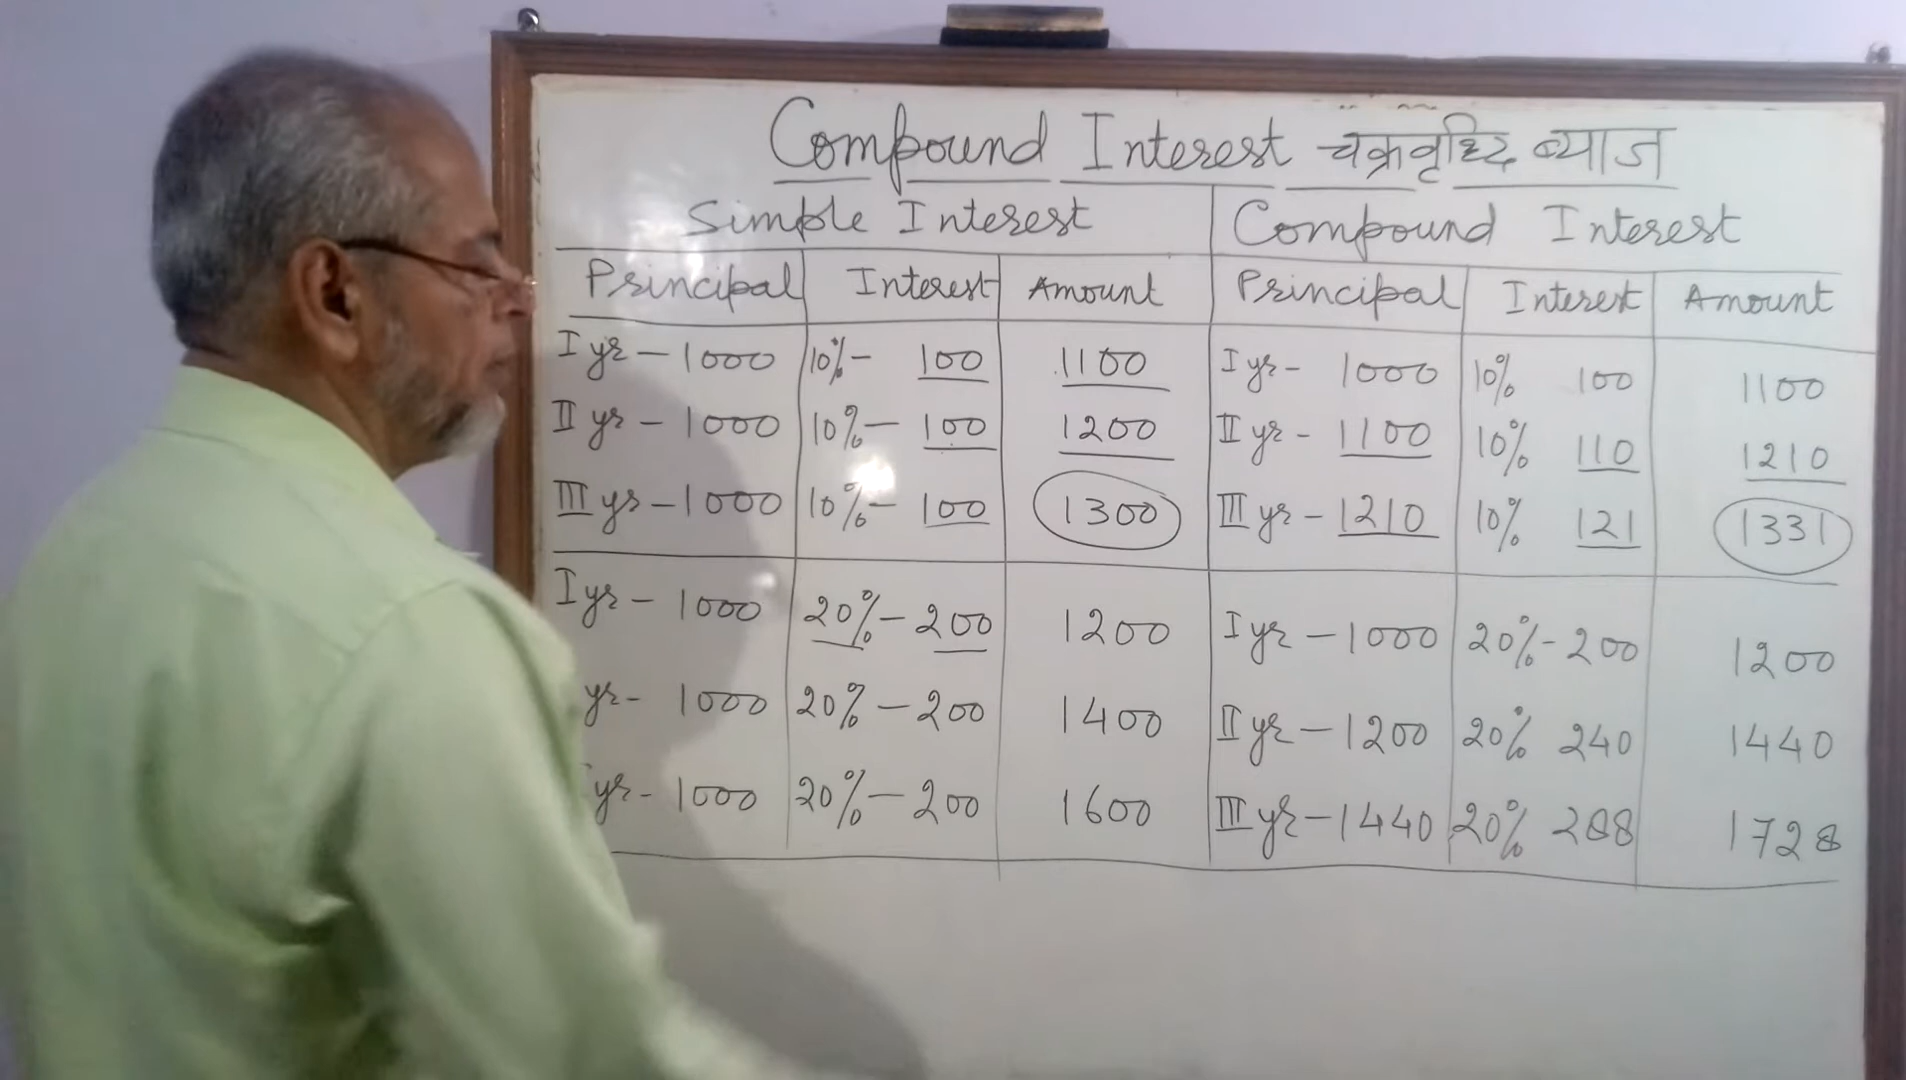 Compound Interest चक्रवृद्धि ब्याज
Simple Interest Compound Interest
Principal Interest Amount Principal Interest Amount
I yr – 1000 10% – 100 1100 I yr – 1000 10% 100 1100
II yr – 1000 10% – 100 1200 II yr – 1100 10% 110 1210
III yr – 1000 10% – 100 1300 III yr – 1210 10% 121 1331
I yr – 1000 20% – 200 1200 I yr – 1000 20% – 200 1200
yr – 1000 20% – 200 1400 II yr – 1200 20% 240 1440
yr – 1000 20% – 200 1600 III yr – 1440 20% 288 1728